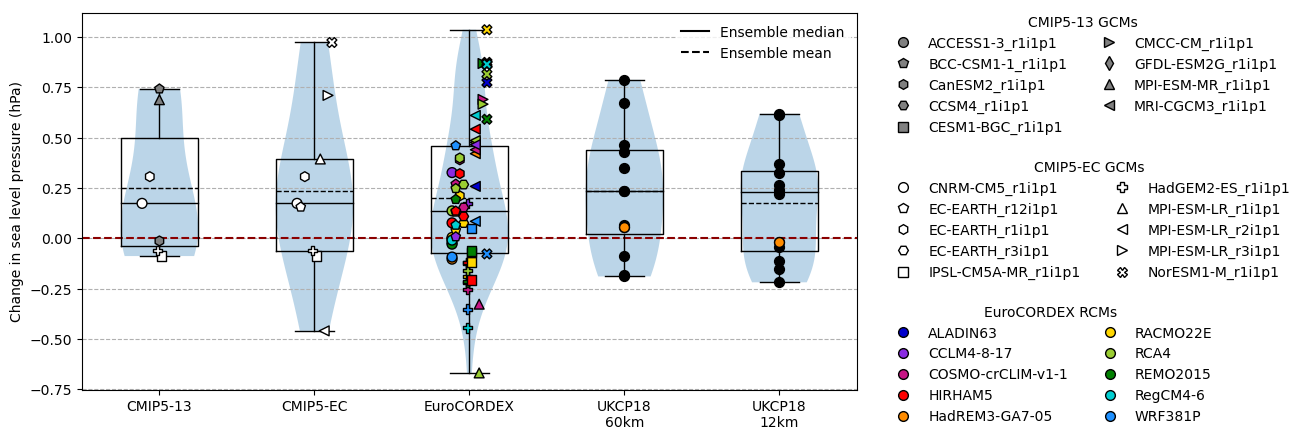 Change in sea level pressure (hPa)
1.00
0.75
0.50
0.25
0.00
−0.25
−0.50
−0.75
CMIP5-13
CMIP5-EC
EuroCORDEX
UKCP18
60km
UKCP18
12km
Ensemble median
Ensemble mean
CMIP5-13 GCMs
ACCESS1-3_r1i1p1
BCC-CSM1-1_r1i1p1
CanESM2_r1i1p1
CCSM4_r1i1p1
CESM1-BGC_r1i1p1
CMCC-CM_r1i1p1
GFDL-ESM2G_r1i1p1
MPI-ESM-MR_r1i1p1
MRI-CGCM3_r1i1p1
CMIP5-EC GCMs
CNRM-CM5_r1i1p1
EC-EARTH_r12i1p1
EC-EARTH_r1i1p1
EC-EARTH_r3i1p1
IPSL-CM5A-MR_r1i1p1
HadGEM2-ES_r1i1p1
MPI-ESM-LR_r1i1p1
MPI-ESM-LR_r2i1p1
MPI-ESM-LR_r3i1p1
NorESM1-M_r1i1p1
EuroCORDEX RCMs
ALADIN63
CCLM4-8-17
COSMO-crCLIM-v1-1
HIRHAM5
HadREM3-GA7-05
RACMO22E
RCA4
REMO2015
RegCM4-6
WRF381P